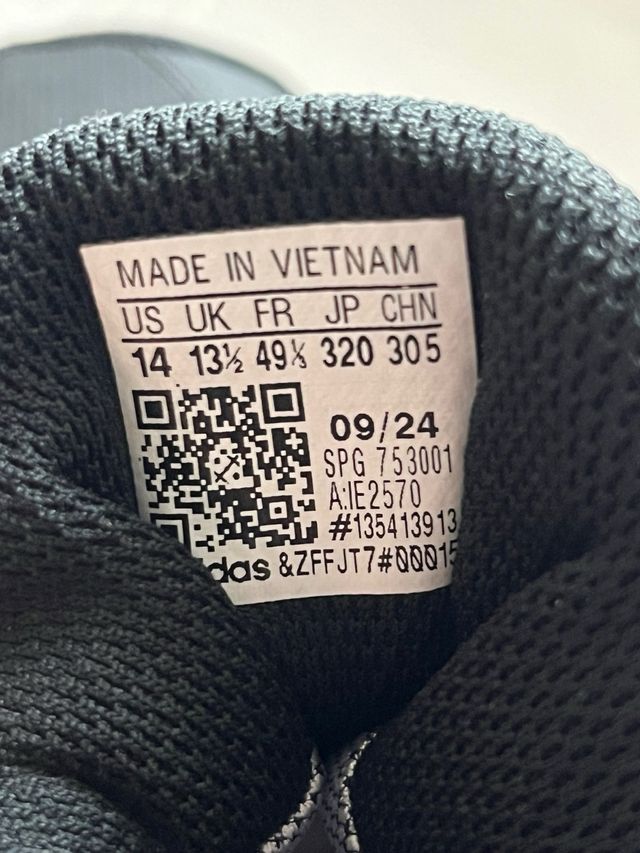 MADE IN VIETNAM
US UK FR JP CHN
14 13½ 49⅓ 320 305
09/24
SPG 753001
A:IE2570
#135413913
das &ZFFJT7#00015